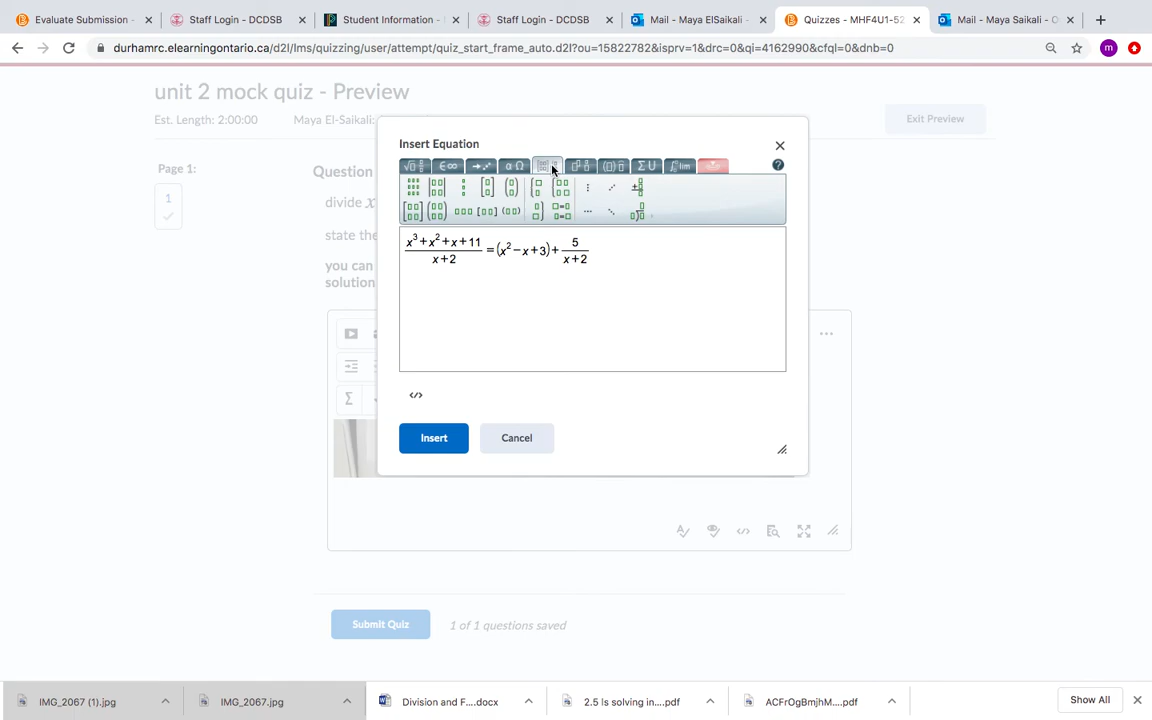 Evaluate Submission -
Staff Login - DCDSB
Student Information -
Staff Login - DCDSB
Mail - Maya ElSaikali -
Quizzes - MHF4U1-52
Mail - Maya Saikali - O
durhamrc.elearningontario.ca/d2l/lms/quizzing/user/attempt/quiz_start_frame_auto.d2l?ou=15822782&isprv=1&drc=0&qi=4162990&cfql=0&dnb=0
m
unit 2 mock quiz - Preview
Est. Length: 2:00:00 Maya El-Saikali:
Exit Preview
Page 1:
1
Question
divide x
state the
you can
solution
Insert Equation
∈∞
αΩ
ΣU
lim
(x³+x²+x+11)/(x+2) = (x²−x+3) + 5/(x+2)
</>
Insert Cancel
Σ
Submit Quiz 1 of 1 questions saved
IMG_2067 (1).jpg
IMG_2067.jpg
Division and F....docx
2.5 Is solving in....pdf
ACFrOgBmjhM....pdf
Show All